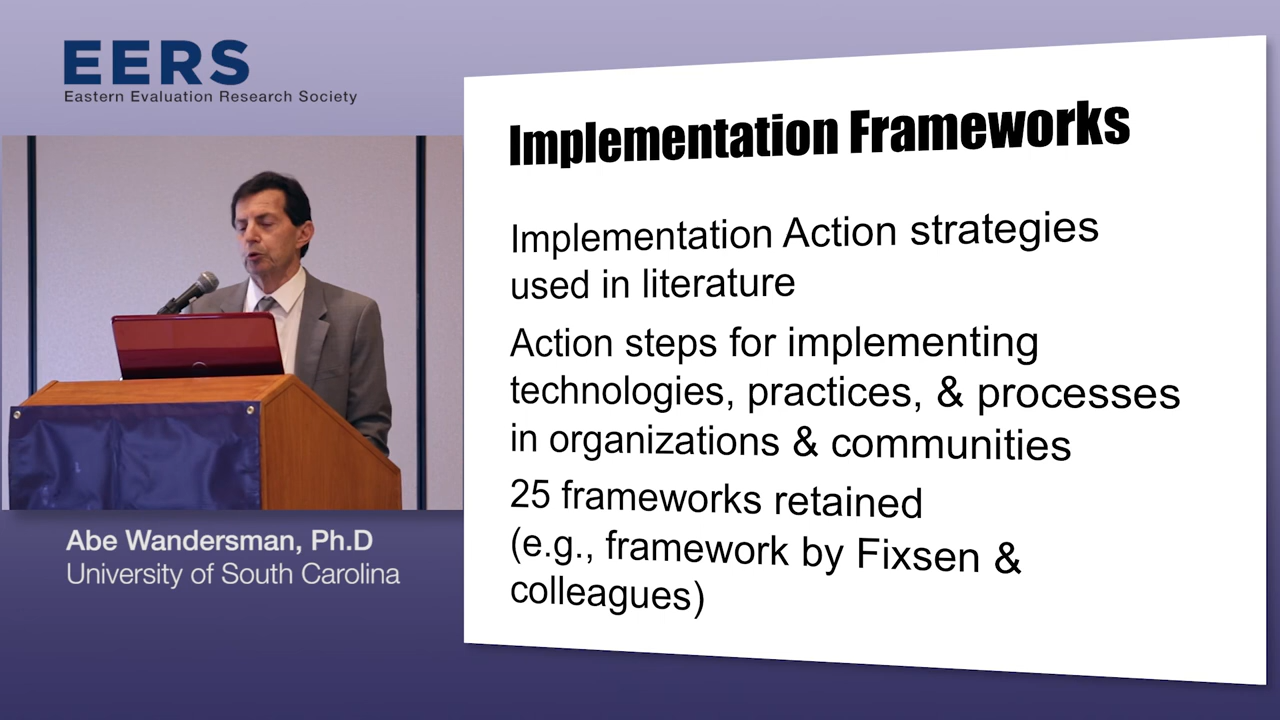 EERS
Eastern Evaluation Research Society
Implementation Frameworks
Implementation Action strategies
used in literature
Action steps for implementing
technologies, practices, & processes
in organizations & communities
25 frameworks retained
(e.g., framework by Fixsen &
colleagues)
Abe Wandersman, Ph.D
University of South Carolina